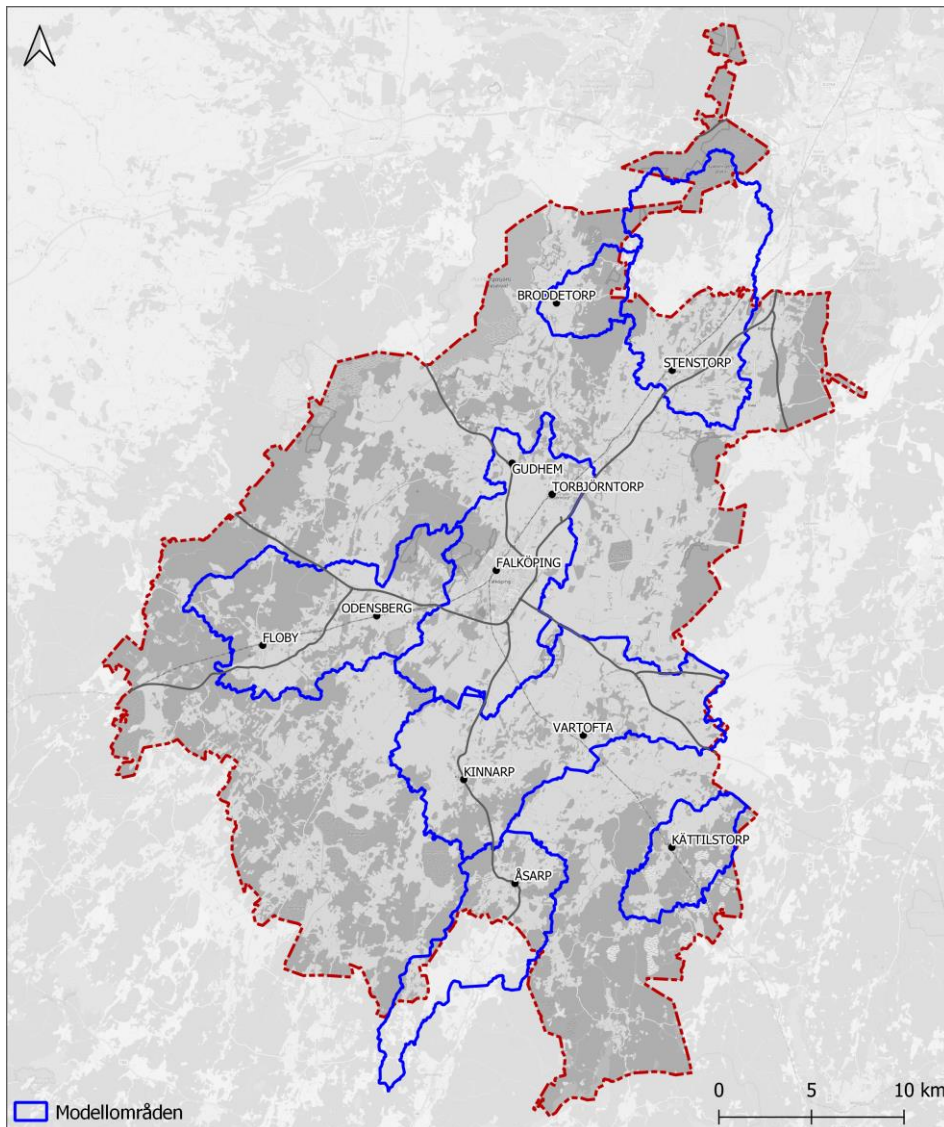 BRODDETORP
STENSTORP
GUDHEM
TORBJÖRNTORP
FALKÖPING
ODENSBERG
FLOBY
VARTOFTA
KINNARP
KÄTTILSTORP
ÅSARP
0 5 10 km
Modellområden